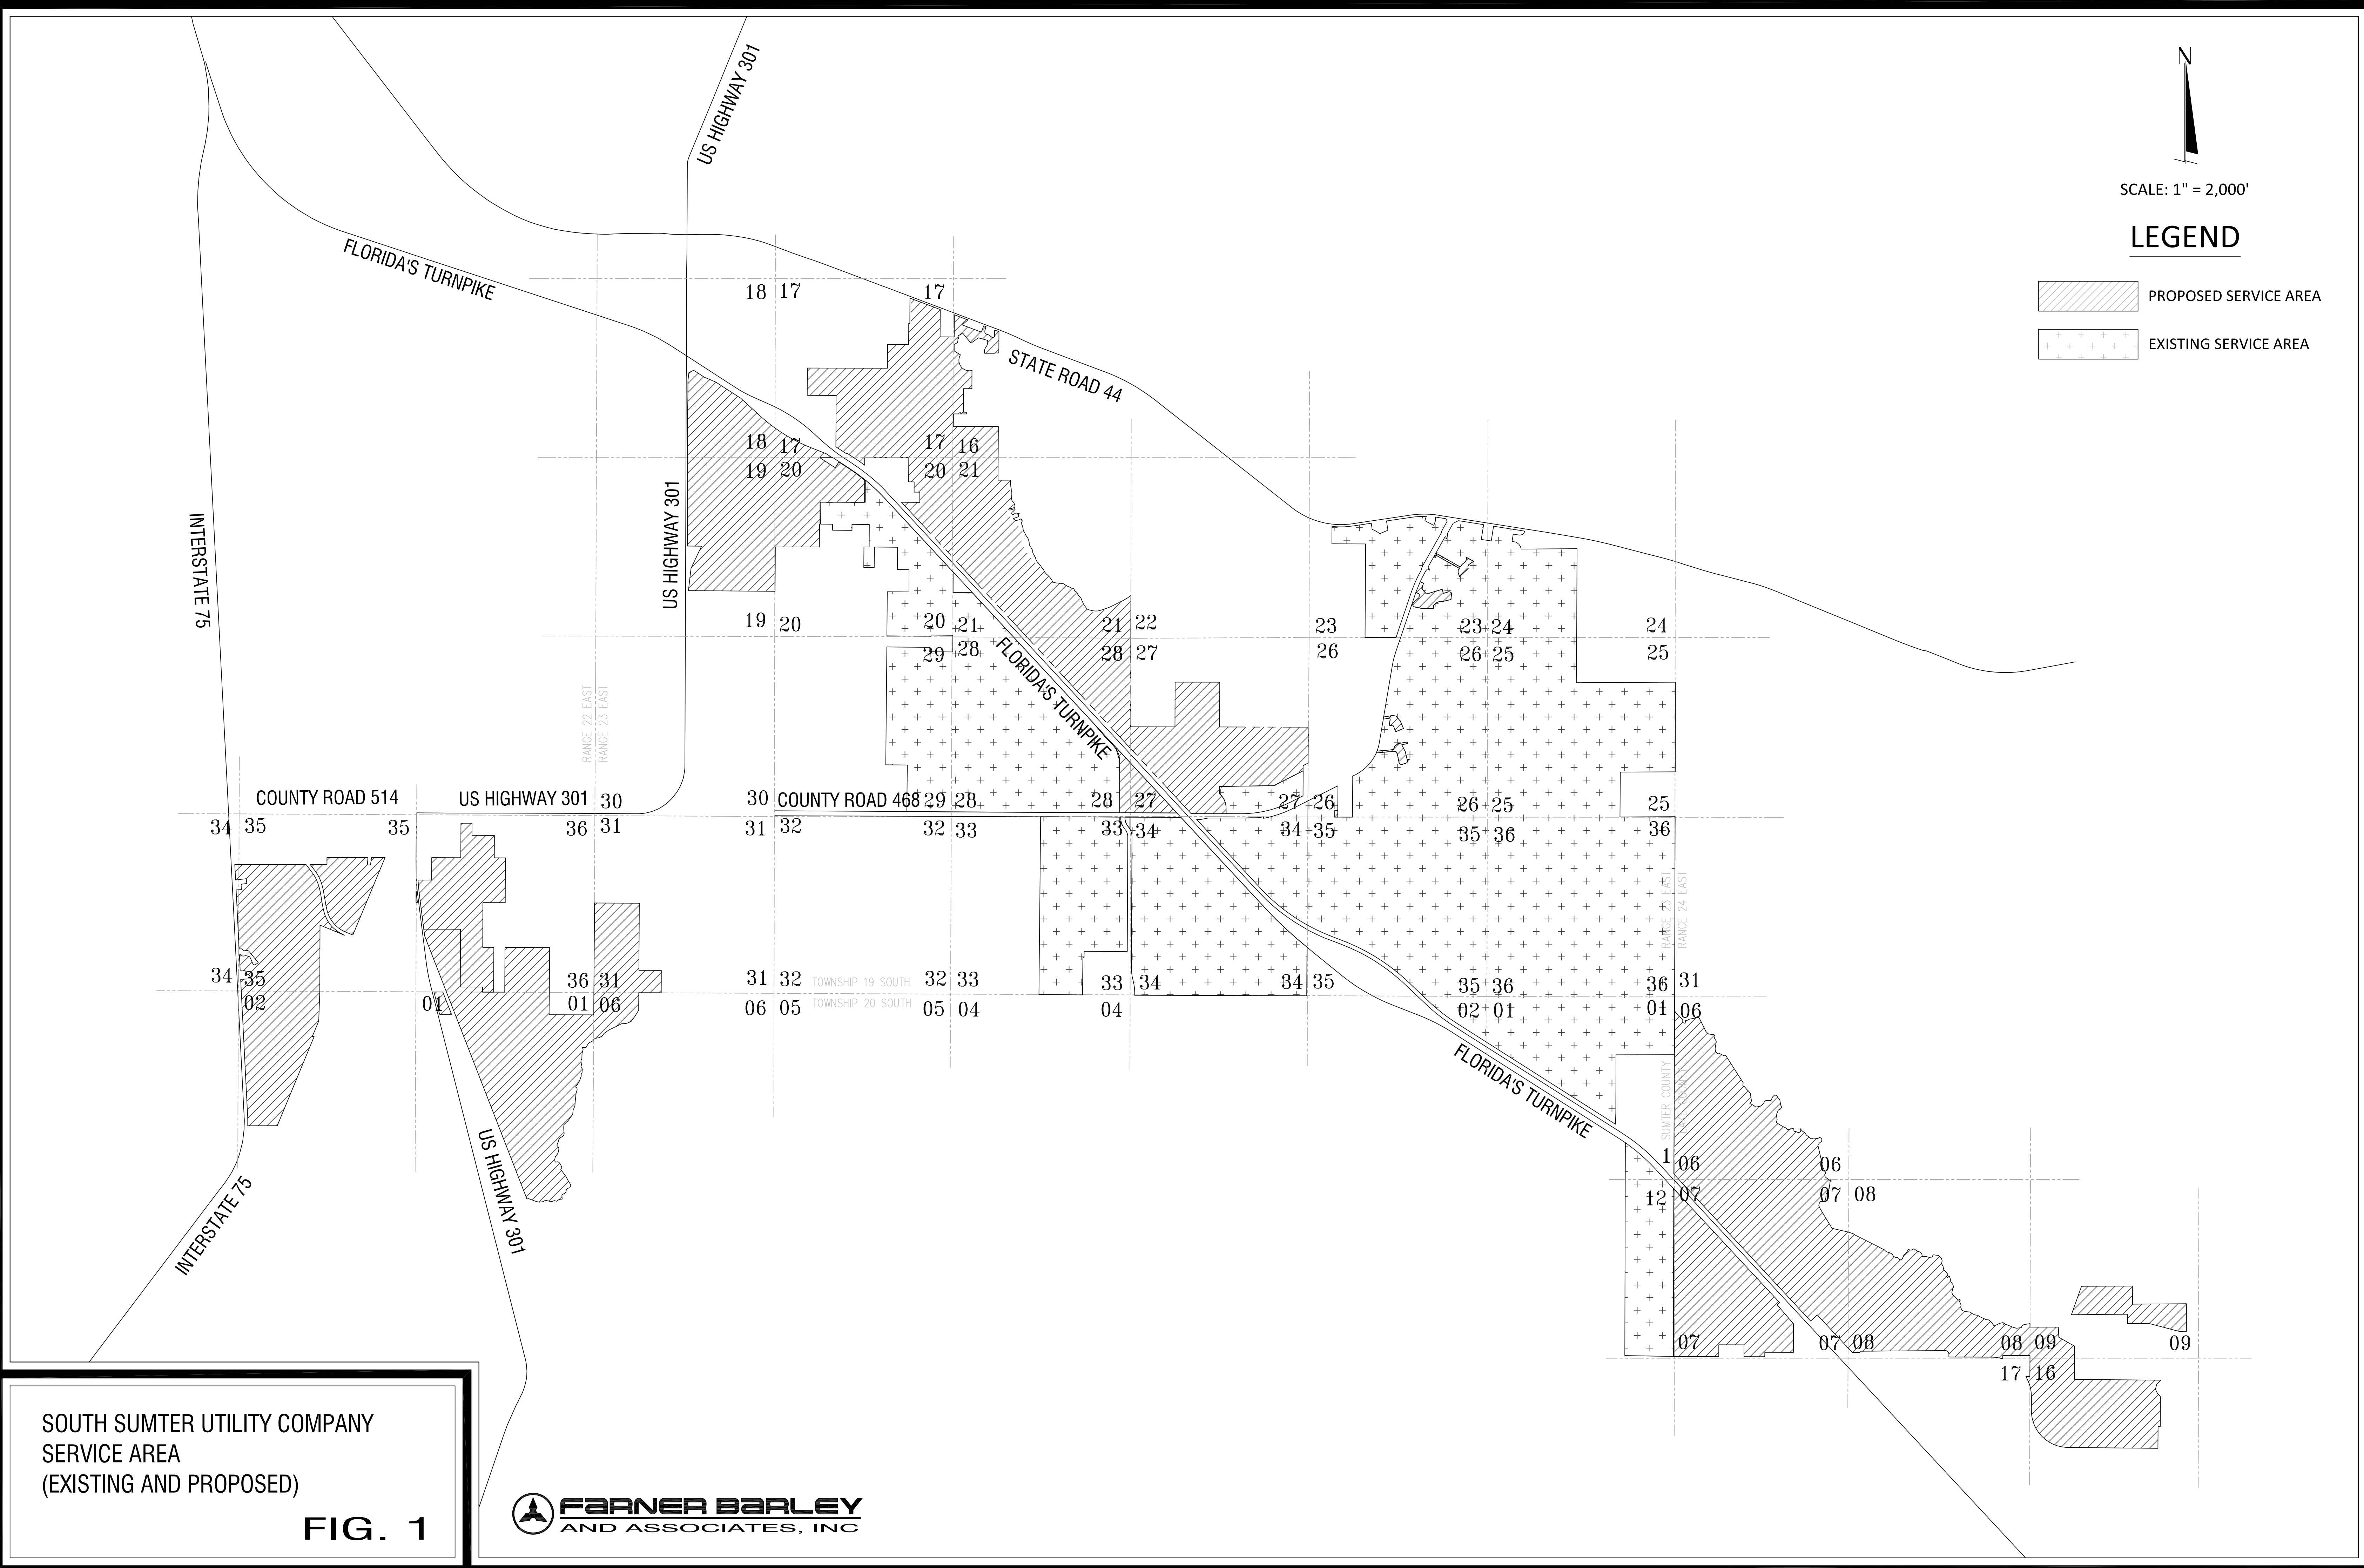 US HIGHWAY 301
N
SCALE: 1" = 2,000'
LEGEND
PROPOSED SERVICE AREA
EXISTING SERVICE AREA
FLORIDA'S TURNPIKE
18 17
17
STATE ROAD 44
18 17
17 16
19 20
20 21
US HIGHWAY 301
INTERSTATE 75
19 20
20 21
21 22
23
23 24
24
29 28
28 27
26
26 25
25
FLORIDA'S TURNPIKE
RANGE 22 EAST
RANGE 23 EAST
COUNTY ROAD 514
US HIGHWAY 301
30
30
COUNTY ROAD 468
29 28
28 27
27 26
26 25
25
34 35
35
36 31
31 32
32 33
33 34
34 35
35 36
36
RANGE 23 EAST
RANGE 24 EAST
34 35
36 31
31 32
TOWNSHIP 19 SOUTH
32 33
33 34
34 35
35 36
36 31
02
01
01 06
06 05
TOWNSHIP 20 SOUTH
05 04
04
02 01
01 06
FLORIDA'S TURNPIKE
SUMTER COUNTY
US HIGHWAY 301
INTERSTATE 75
1 06
06
12 07
07 08
07
07 08
08 09
09
17 16
SOUTH SUMTER UTILITY COMPANY
SERVICE AREA
(EXISTING AND PROPOSED)
FIG. 1
FARNER BARLEY
AND ASSOCIATES, INC